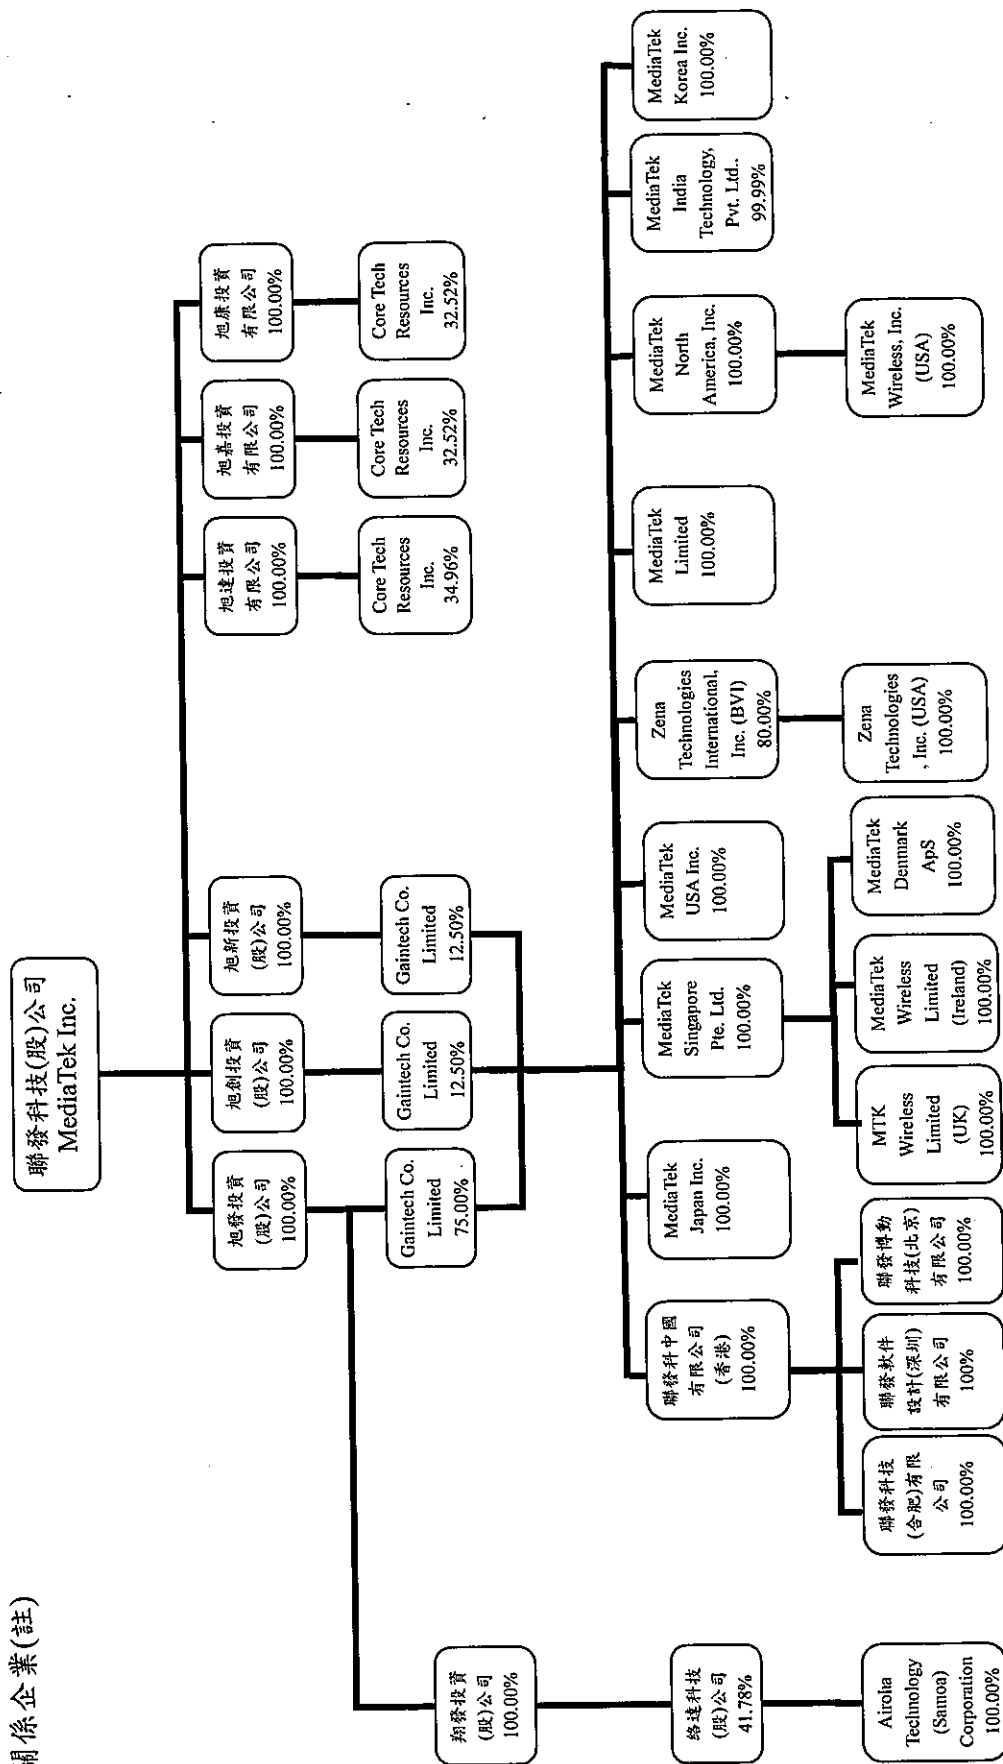 關係企業(註)
聯發科技(股)公司
MediaTek Inc.
旭發投資
(股)公司
100.00%
旭創投資
(股)公司
100.00%
旭新投資
(股)公司
100.00%
旭達投資
有限公司
100.00%
旭嘉投資
有限公司
100.00%
旭康投資
有限公司
100.00%
Gaintech Co.
Limited
75.00%
Gaintech Co.
Limited
12.50%
Gaintech Co.
Limited
12.50%
Core Tech
Resources
Inc.
34.96%
Core Tech
Resources
Inc.
32.52%
Core Tech
Resources
Inc.
32.52%
翔發投資
(股)公司
100.00%
聯發科中國
有限公司
(香港)
100.00%
MediaTek
Japan Inc.
100.00%
MediaTek
Singapore
Pte. Ltd.
100.00%
MediaTek
USA Inc.
100.00%
Zena
Technologies
International,
Inc. (BVI)
80.00%
MediaTek
Limited
100.00%
MediaTek
North
America, Inc.
100.00%
MediaTek
India
Technology,
Pvt. Ltd..
99.99%
MediaTek
Korea Inc.
100.00%
絡達科技
(股)公司
41.78%
Airoha
Technology
(Samoa)
Corporation
100.00%
聯發科技
(合肥)有限
公司
100.00%
聯發軟件
設計(深圳)
有限公司
100%
聯發博動
科技(北京)
有限公司
100.00%
MTK
Wireless
Limited
(UK)
100.00%
MediaTek
Wireless
Limited
(Ireland)
100.00%
MediaTek
Denmark
ApS
100.00%
Zena
Technologies
, Inc. (USA)
100.00%
MediaTek
Wireless, Inc.
(USA)
100.00%